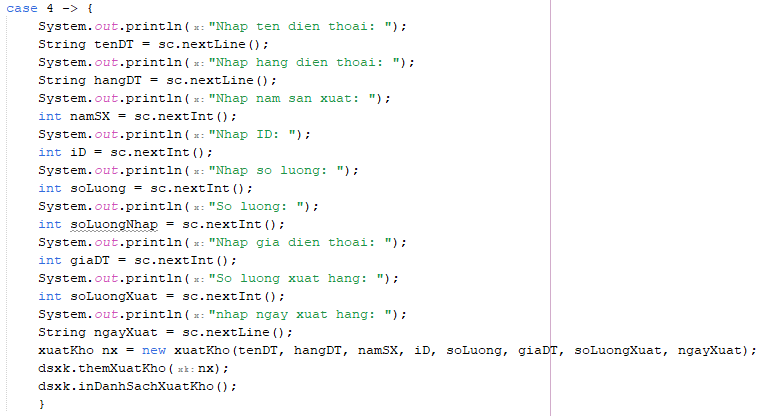 case 4 -> {
System.out.println(x:"Nhap ten dien thoai: ");
String tenDT = sc.nextLine();
System.out.println(x:"Nhap hang dien thoai: ");
String hangDT = sc.nextLine();
System.out.println(x:"Nhap nam san xuat: ");
int namSX = sc.nextInt();
System.out.println(x:"Nhap ID: ");
int iD = sc.nextInt();
System.out.println(x:"Nhap so luong: ");
int soLuong = sc.nextInt();
System.out.println(x:"So luong: ");
int soLuongNhap = sc.nextInt();
System.out.println(x:"Nhap gia dien thoai: ");
int giaDT = sc.nextInt();
System.out.println(x:"So luong xuat hang: ");
int soLuongXuat = sc.nextInt();
System.out.println(x:"nhap ngay xuat hang: ");
String ngayXuat = sc.nextLine();
xuatKho nx = new xuatKho(tenDT, hangDT, namSX, iD, soLuong, giaDT, soLuongXuat, ngayXuat);
dsxk.themXuatKho(xk:nx);
dsxk.inDanhSachXuatKho();
}